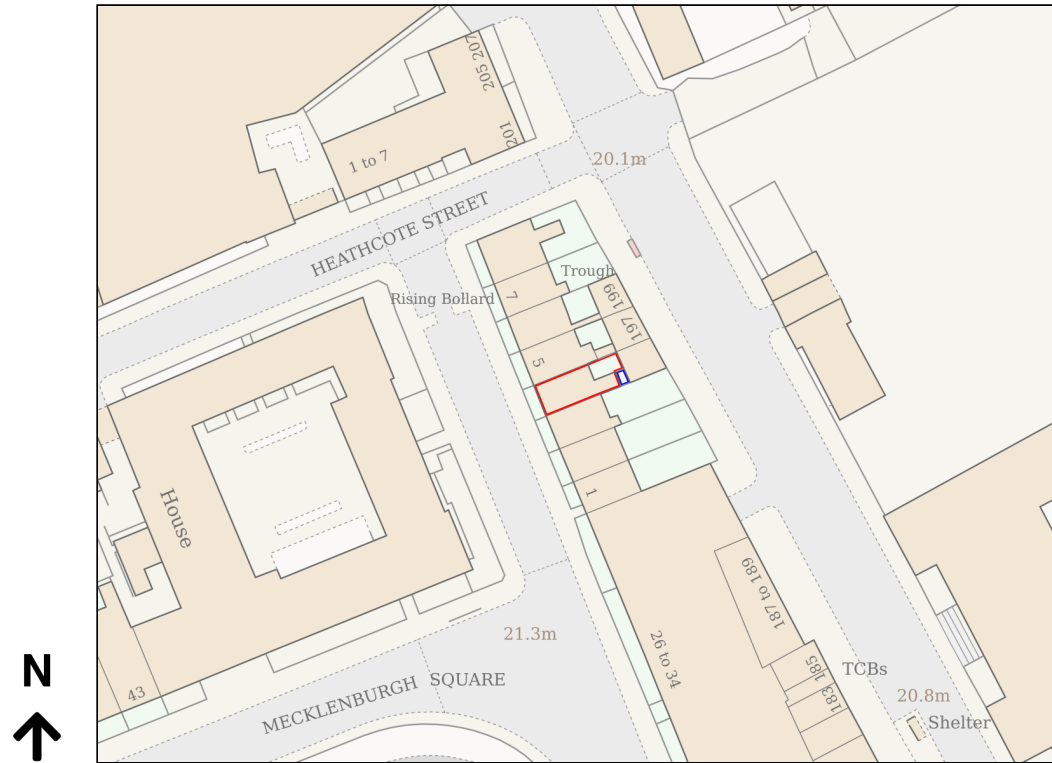 205 207
201
1 to 7
20.1m
HEATHCOTE STREET
Trough
Rising Bollard
7
199
197
5
1
House
187 to 189
21.3m
26 to 34
185
TCBs
183
20.8m
43
MECKLENBURGH SQUARE
Shelter
N